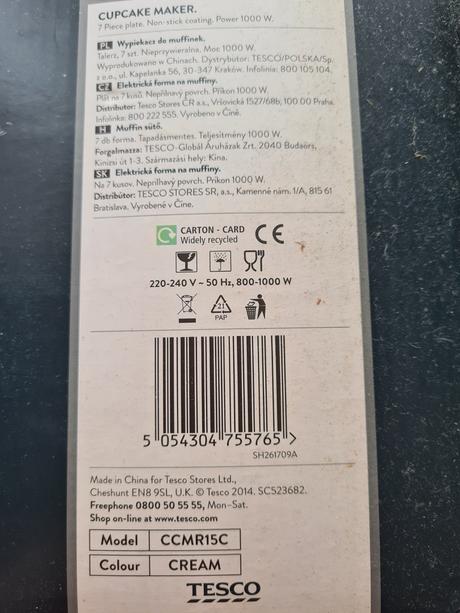 CUPCAKE MAKER.
7 Piece plate. Non-stick coating. Power 1000 W.
PL Wypiekacz do muffinek.
Talerz, 7 szt. Nieprzywieralna. Moc 1000 W.
Wyprodukowano w Chinach. Dystrybutor: TESCO/POLSKA/Sp.
z o.o., ul. Kapelanka 56, 30-347 Kraków. Infolinia: 800 105 104.
CZ Elektrická forma na muffiny.
Plát na 7 kusů. Nepřilnavý povrch. Příkon 1000 W.
Distributor: Tesco Stores ČR a.s., Vršovická 1527/68b, 100 00 Praha.
Infolinka: 800 222 555. Vyrobeno v Číně.
H Muffin sütő.
7 db forma. Tapadásmentes. Teljesítmény 1000 W.
Forgalmazza: TESCO-Globál Áruházak Zrt. 2040 Budaörs,
Kinizsi út 1-3. Származási hely: Kína.
SK Elektrická forma na muffiny.
Na 7 kusov. Nepriľnavý povrch. Príkon 1000 W.
Distribútor: TESCO STORES SR, a.s., Kamenné nám. 1/A, 815 61
Bratislava. Vyrobené v Číne.
CARTON - CARD
Widely recycled
CE
220-240 V ~ 50 Hz, 800-1000 W
21
PAP
5 054304 755765 >
SH261709A
Made in China for Tesco Stores Ltd.,
Cheshunt EN8 9SL, U.K. © Tesco 2014. SC523682.
Freephone 0800 50 55 55, Mon-Sat.
Shop on-line at www.tesco.com
Model CCMR15C
Colour CREAM
TESCO